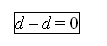 d – d = 0